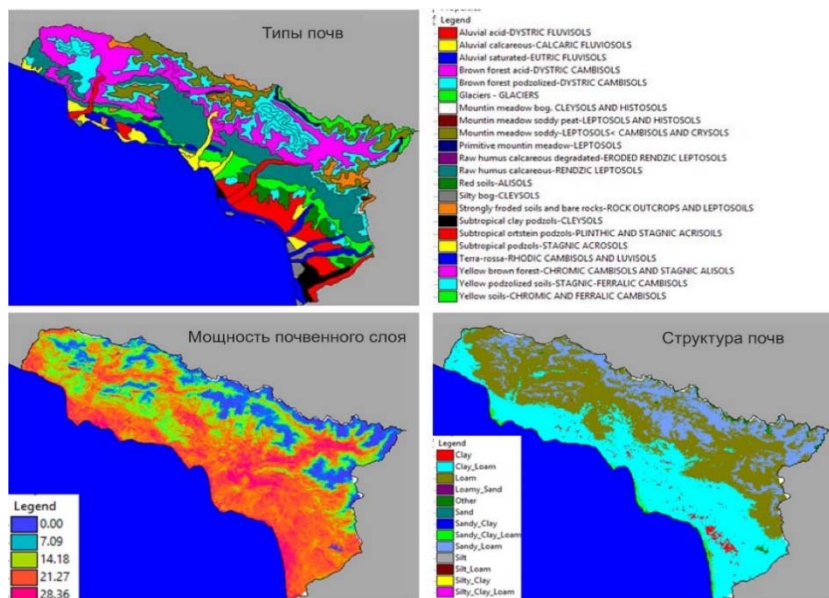 Типы почв
Legend
Aluvial acid-DYSTRIC FLUVISOLS
Aluvial calcareous-CALCARIC FLUVIOSOLS
Aluvial saturated-EUTRIC FLUVISOLS
Brown forest acid-DYSTRIC CAMBISOLS
Brown forest podzolized-DYSTRIC CAMBISOLS
Glaciers - GLACIERS
Mountin meadow bog. CLEYSOLS AND HISTOSOLS
Mountin meadow soddy peat-LEPTOSOLS AND HISTOSOLS
Mountin meadow soddy-LEPTOSOLS< CAMBISOLS AND CRYSOLS
Primitive mountin meadow-LEPTOSOLS
Raw humus calcareous degradated-ERODED RENDZIC LEPTOSOLS
Raw humus calcareous-RENDZIC LEPTOSOLS
Red soils-ALISOLS
Silty bog-CLEYSOLS
Strongly froded soils and bare rocks-ROCK OUTCROPS AND LEPTOSOILS
Subtropical clay podzols-CLEYSOLS
Subtropical ortstein podzols-PLINTHIC AND STAGNIC ACRISOILS
Subtropical podzols-STAGNIC ACROSOLS
Terra-rossa-RHODIC CAMBISOLS AND LUVISOLS
Yellow brown forest-CHROMIC CAMBISOLS AND STAGNIC ALISOLS
Yellow podzolized soils-STAGNIC-FERRALIC CAMBISOLS
Yellow soils-CHROMIC AND FERRALIC CAMBISOLS
Мощность почвенного слоя
Legend
0.00
7.09
14.18
21.27
28.36
Структура почв
Legend
Clay
Clay_Loam
Loam
Loamy_Sand
Other
Sand
Sandy_Clay
Sandy_Clay_Loam
Sandy_Loam
Silt
Silt_Loam
Silty_Clay
Silty_Clay_Loam